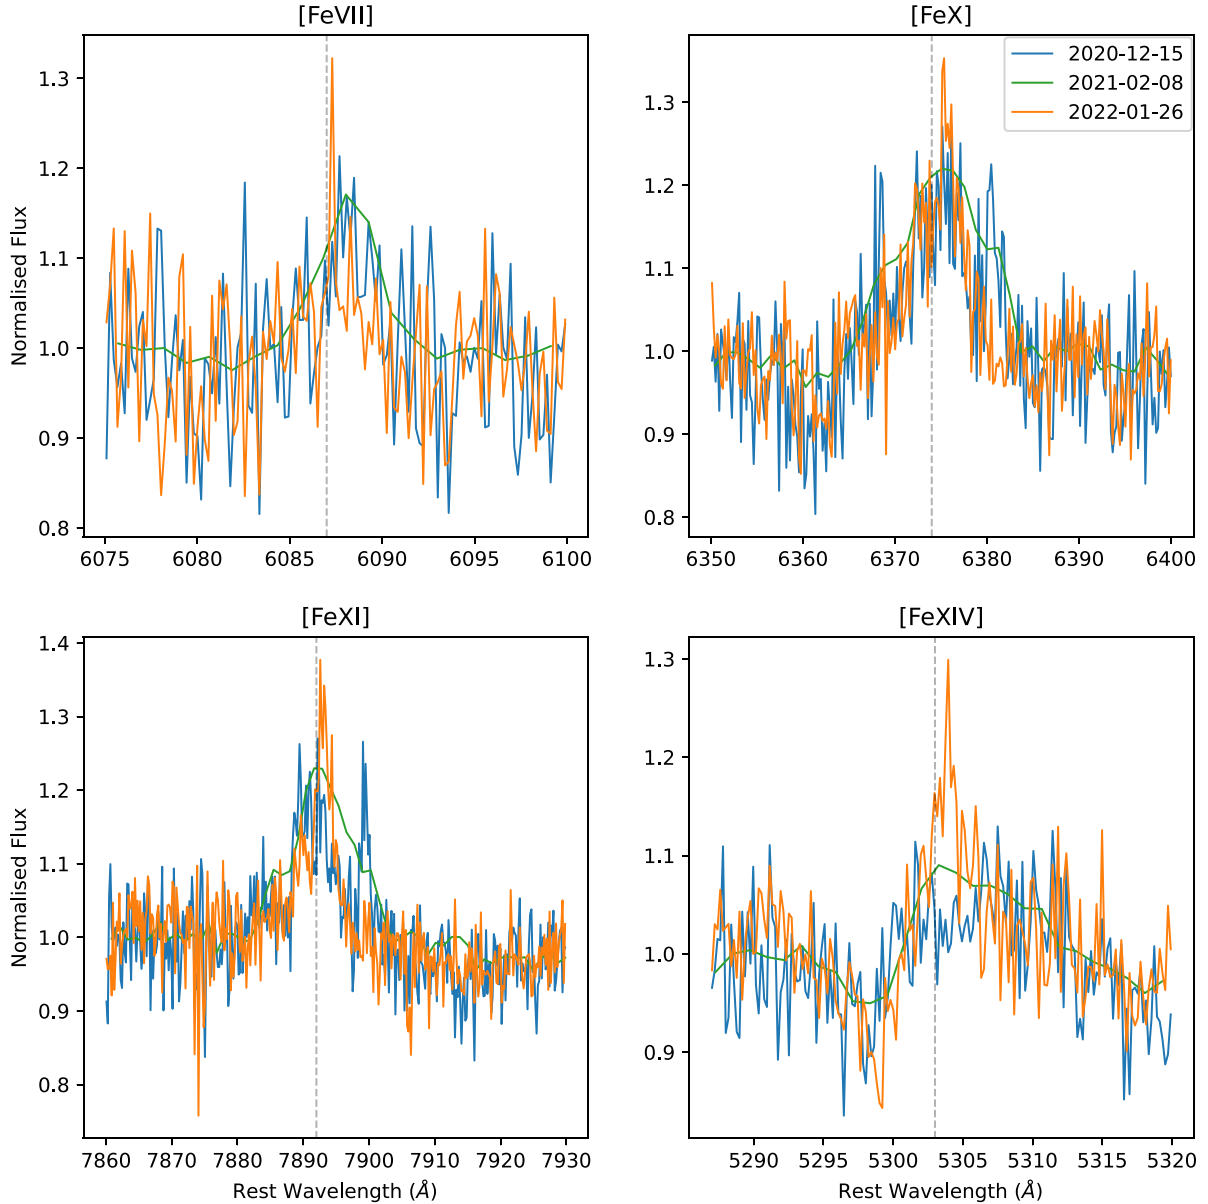 [FeVII]
1.3
1.2
1.1
1.0
0.9
0.8
Normalised Flux
6075 6080 6085 6090 6095 6100
[FeX]
2020-12-15
2021-02-08
2022-01-26
1.3
1.2
1.1
1.0
0.9
0.8
6350 6360 6370 6380 6390 6400
[FeXI]
1.4
1.3
1.2
1.1
1.0
0.9
0.8
Normalised Flux
7860 7870 7880 7890 7900 7910 7920 7930
Rest Wavelength (Å)
[FeXIV]
1.3
1.2
1.1
1.0
0.9
5290 5295 5300 5305 5310 5315 5320
Rest Wavelength (Å)